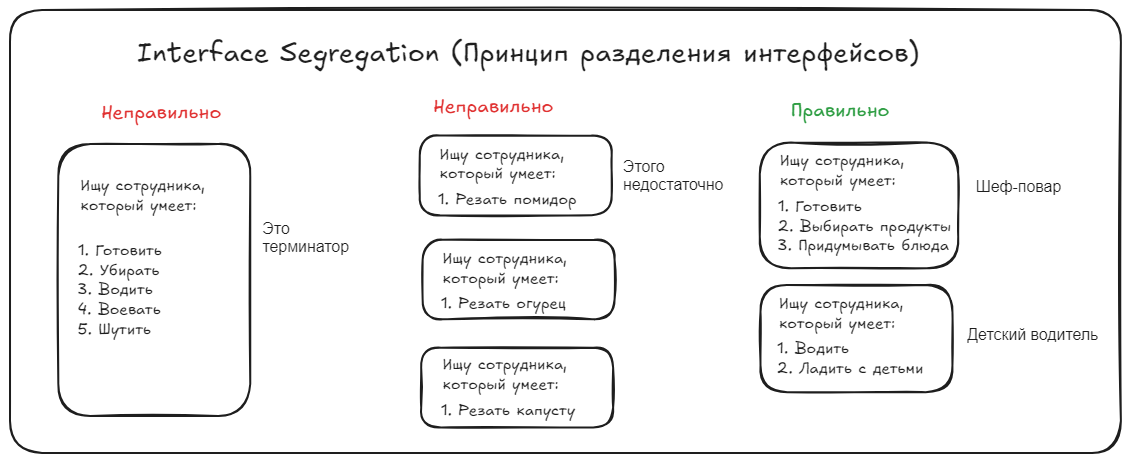 Interface Segregation (Принцип разделения интерфейсов)
Неправильно
Ищу сотрудника,
который умеет:
1. Готовить
2. Убирать
3. Водить
4. Воевать
5. Шутить
Это
терминатор
Неправильно
Ищу сотрудника,
который умеет:
1. Резать помидор
Этого
недостаточно
Ищу сотрудника,
который умеет:
1. Резать огурец
Ищу сотрудника,
который умеет:
1. Резать капусту
Правильно
Ищу сотрудника,
который умеет:
1. Готовить
2. Выбирать продукты
3. Придумывать блюда
Шеф-повар
Ищу сотрудника,
который умеет:
1. Водить
2. Ладить с детьми
Детский водитель